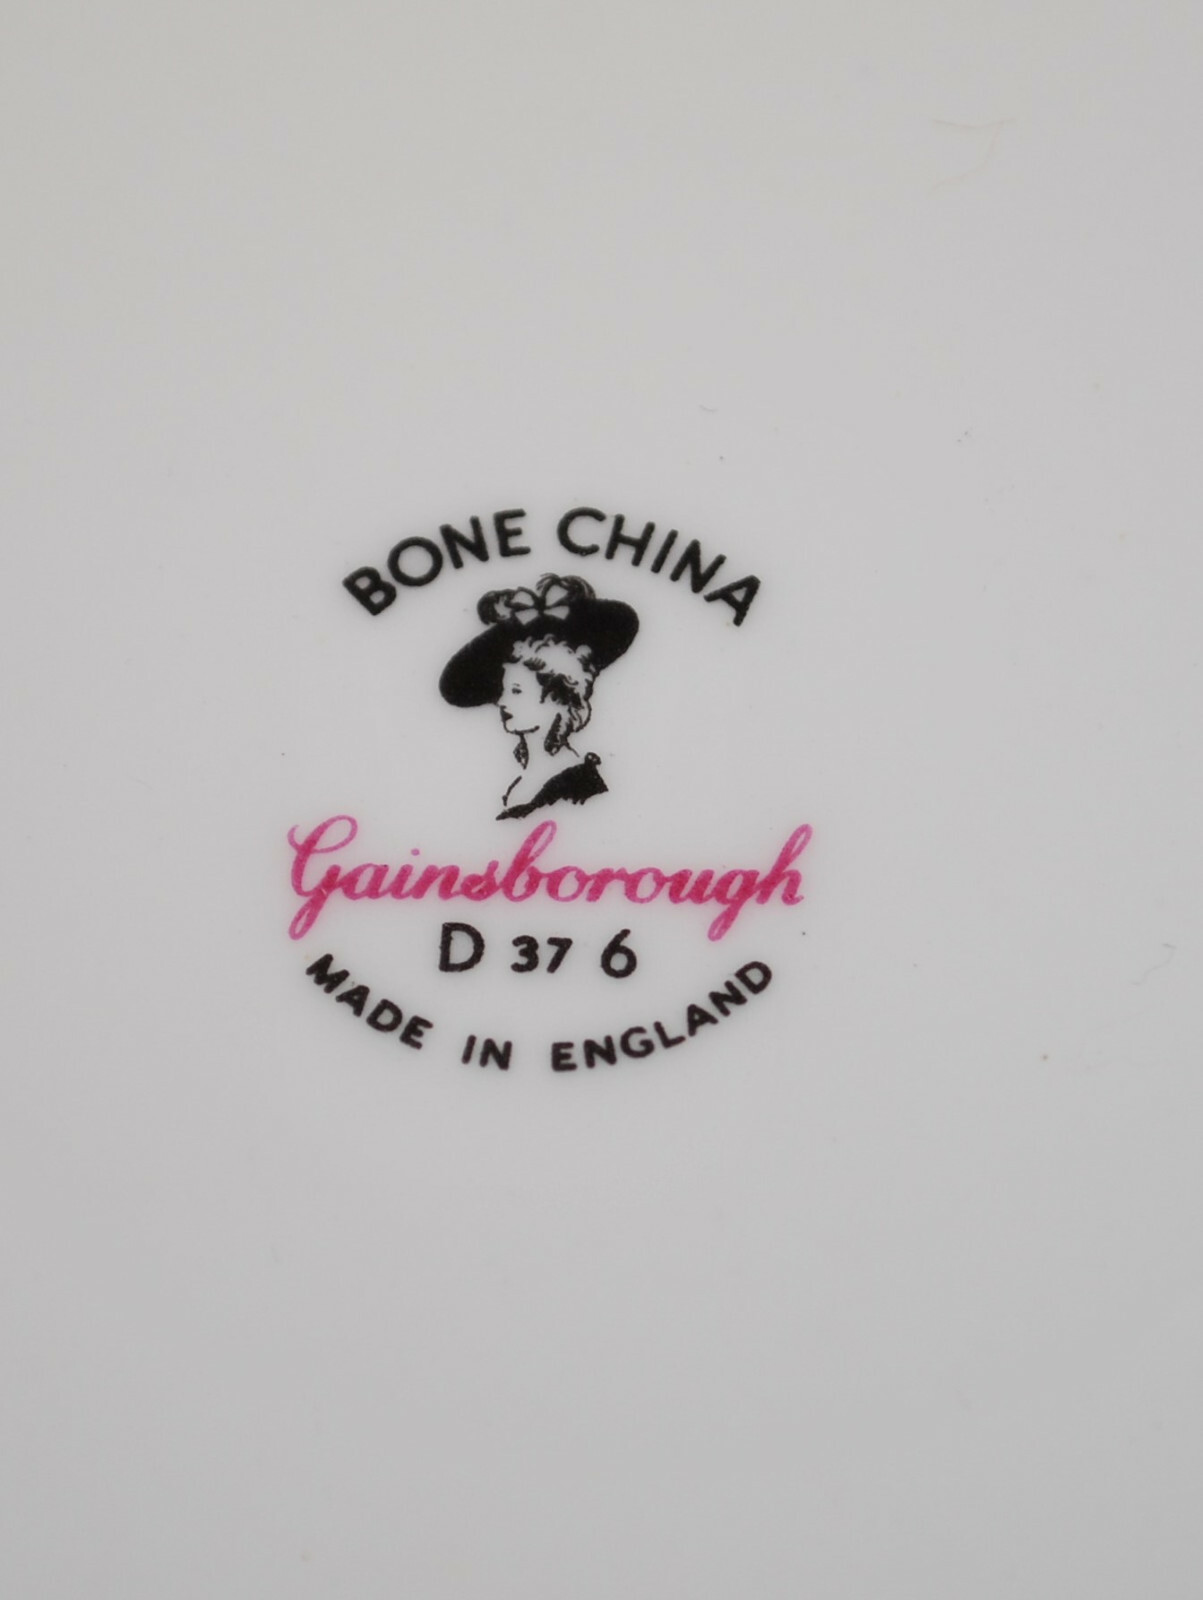 BONE CHINA
Gainsborough
D 37 6
MADE IN ENGLAND